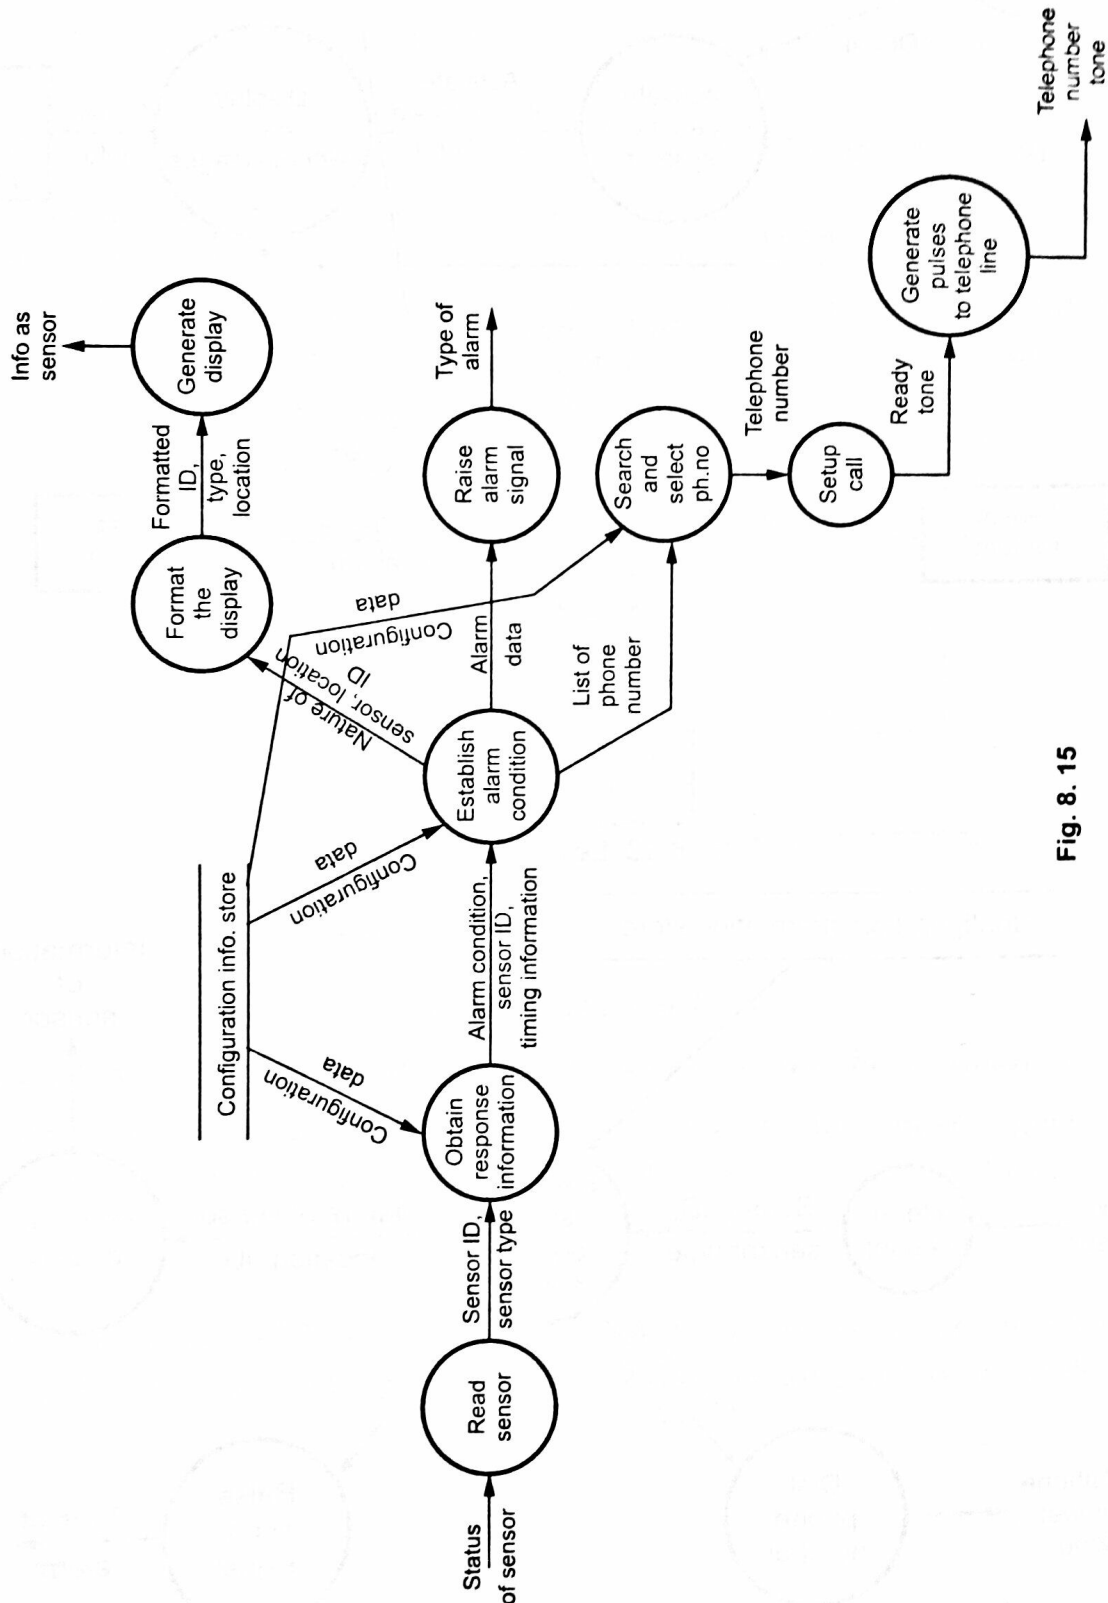 Info as
sensor
Generate
display
Formatted
ID,
type,
location
Format
the
display
Configuration info. store
Configuration
data
Configuration
data
Configuration
data
Nature of
sensor, location
ID
Status
of sensor
Read
sensor
Sensor ID,
sensor type
Obtain
response
information
Alarm condition,
sensor ID,
timing information
Establish
alarm
condition
Alarm
data
Raise
alarm
signal
Type of
alarm
List of
phone
number
Search
and
select
ph.no
Telephone
number
Setup
call
Ready
tone
Generate
pulses
to telephone
line
Telephone
number
tone
Fig. 8. 15